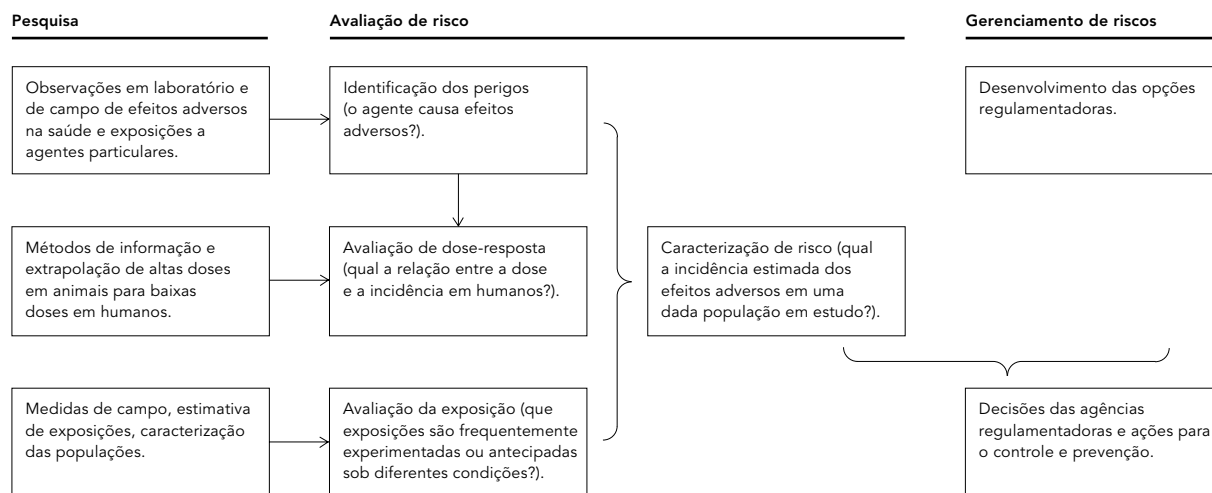 Pesquisa
Avaliação de risco
Gerenciamento de riscos
Observações em laboratório e
de campo de efeitos adversos
na saúde e exposições a
agentes particulares.
Identificação dos perigos
(o agente causa efeitos
adversos?).
Desenvolvimento das opções
regulamentadoras.
Métodos de informação e
extrapolação de altas doses
em animais para baixas
doses em humanos.
Avaliação de dose-resposta
(qual a relação entre a dose
e a incidência em humanos?).
Caracterização de risco (qual
a incidência estimada dos
efeitos adversos em uma
dada população em estudo?).
Medidas de campo, estimativa
de exposições, caracterização
das populações.
Avaliação da exposição (que
exposições são frequentemente
experimentadas ou antecipadas
sob diferentes condições?).
Decisões das agências
regulamentadoras e ações para
o controle e prevenção.